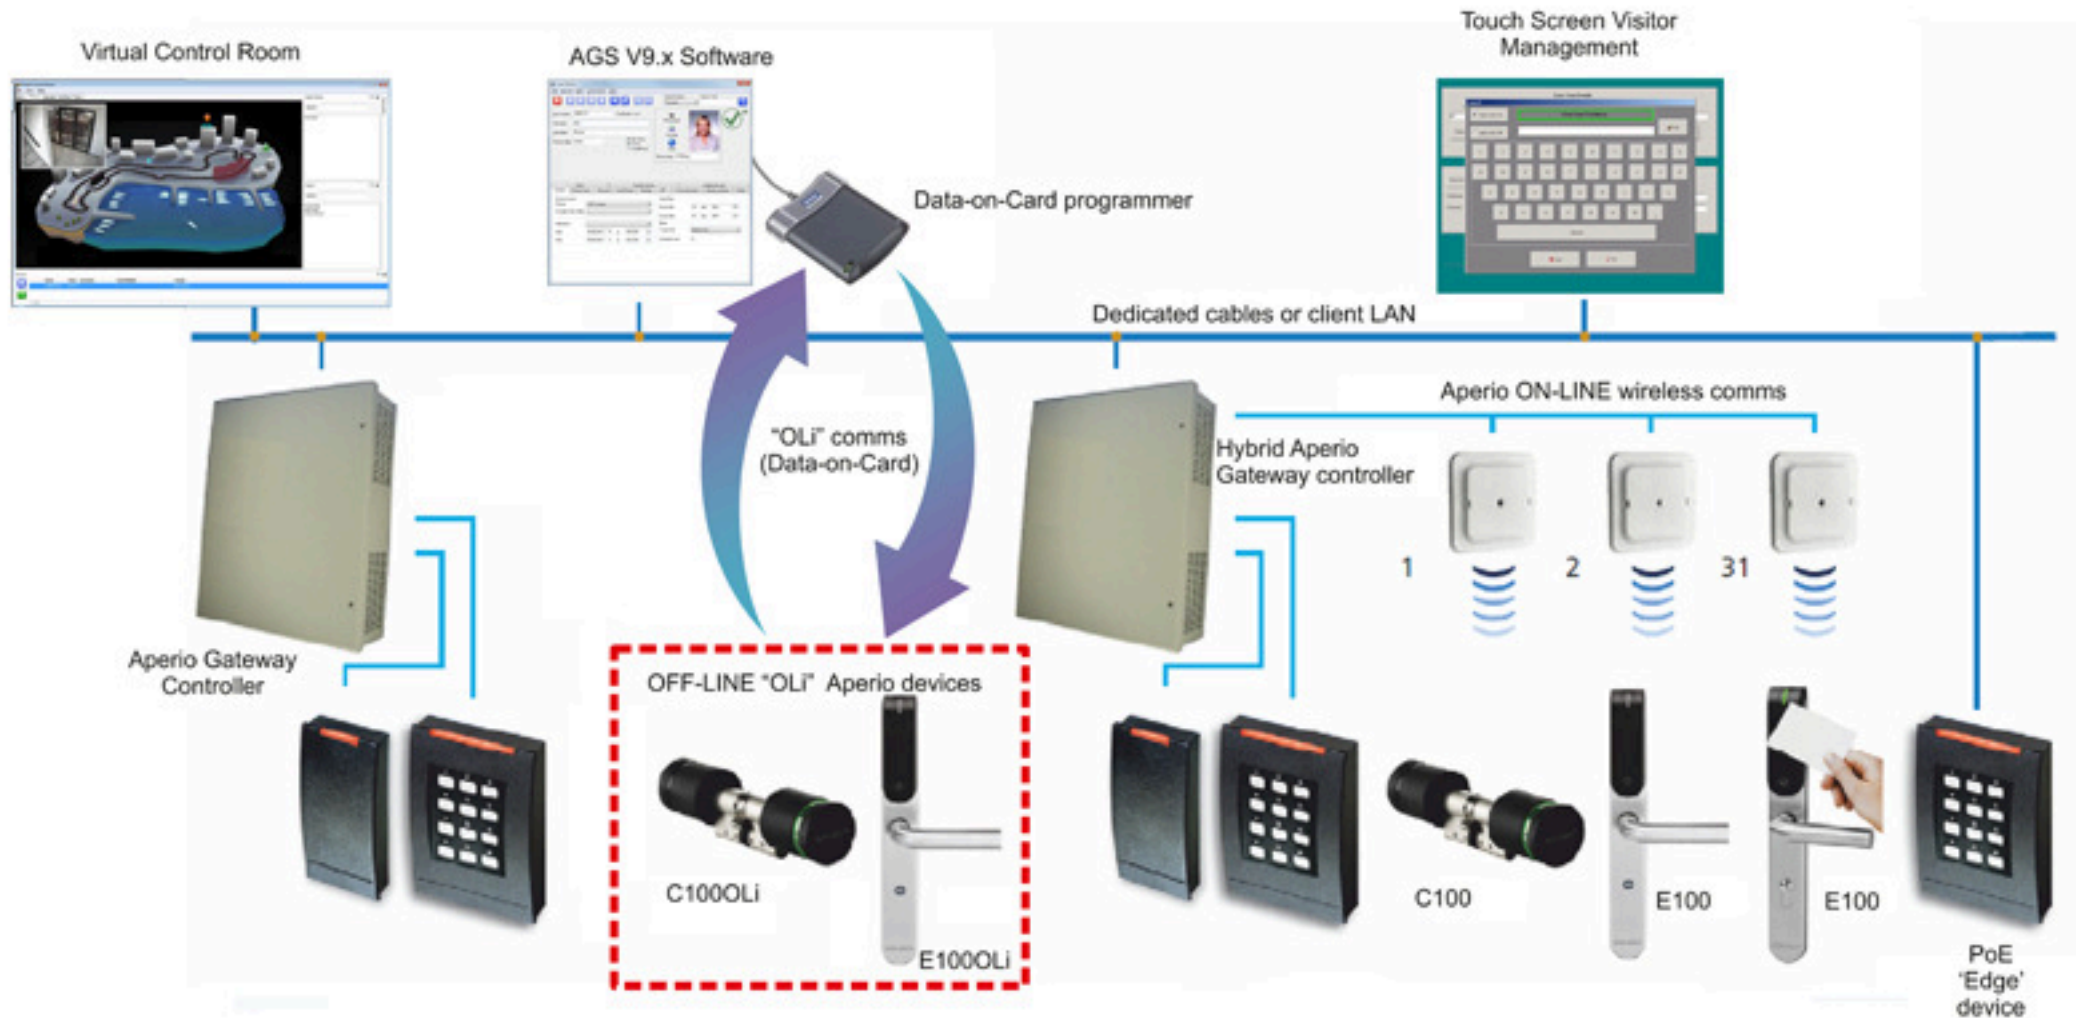 Virtual Control Room
AGS V9.x Software
Touch Screen Visitor
Management
Data-on-Card programmer
Dedicated cables or client LAN
Aperio ON-LINE wireless comms
"OLi" comms
(Data-on-Card)
Hybrid Aperio
Gateway controller
1
2
31
Aperio Gateway
Controller
OFF-LINE "OLi" Aperio devices
C100OLi
E100OLi
C100
E100
E100
PoE
'Edge'
device